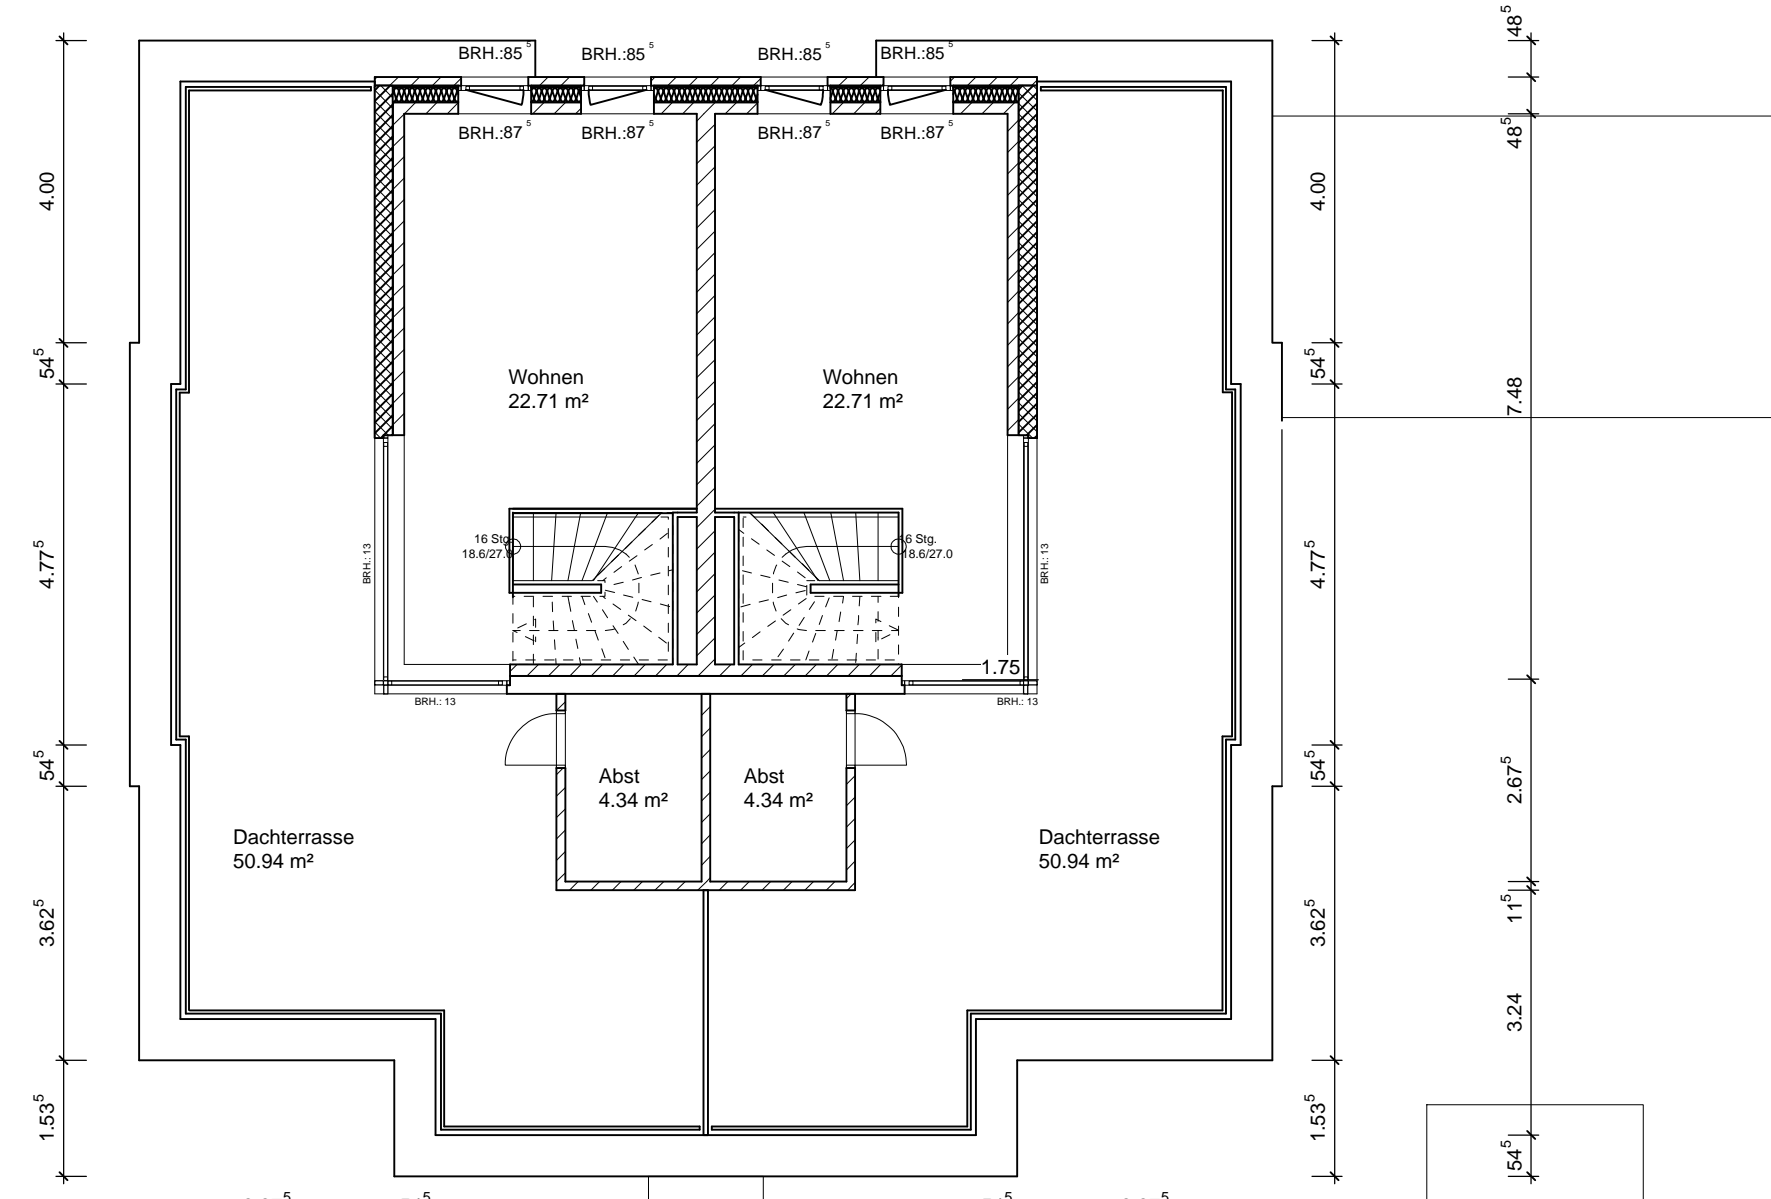 48⁵
BRH.:85⁵
BRH.:85⁵
BRH.:85⁵
BRH.:85⁵
BRH.:87⁵
BRH.:87⁵
BRH.:87⁵
BRH.:87⁵
48⁵
4.00
4.00
54⁵
54⁵
Wohnen
22.71 m²
Wohnen
22.71 m²
7.48
4.77⁵
BRH.: 13
16 Stg.
18.6/27.0
6 Stg.
18.6/27.0
BRH.: 13
4.77⁵
1.75
BRH.: 13
BRH.: 13
54⁵
54⁵
2.67⁵
Abst
4.34 m²
Abst
4.34 m²
Dachterrasse
50.94 m²
Dachterrasse
50.94 m²
3.62⁵
3.62⁵
11⁵
3.24
1.53⁵
1.53⁵
54⁵